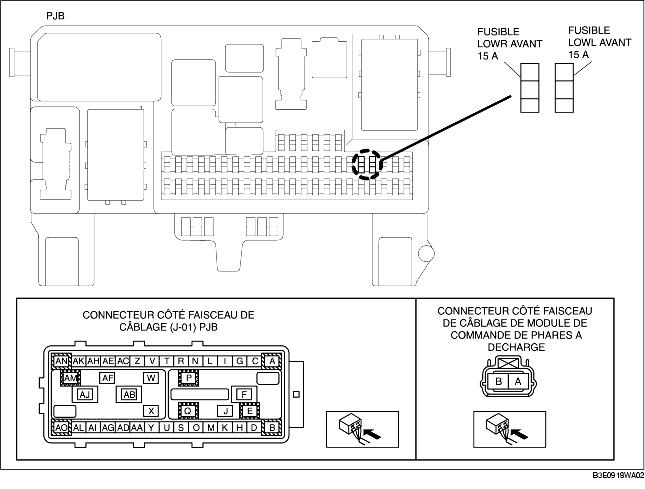 PJB
FUSIBLE
LOWR AVANT
15 A
FUSIBLE
LOWL AVANT
15 A
CONNECTEUR CÔTÉ FAISCEAU DE
CÂBLAGE (J-01) PJB
AN AK AH AE AC Z V T R N L I G C A
AM AF W P
AJ AB F
X Q J E
AO AL AI AG AD AA Y U S O M K H D B
CONNECTEUR CÔTÉ FAISCEAU
DE CÂBLAGE DE MODULE DE
COMMANDE DE PHARES A
DECHARGE
B A
B3E0918WA02